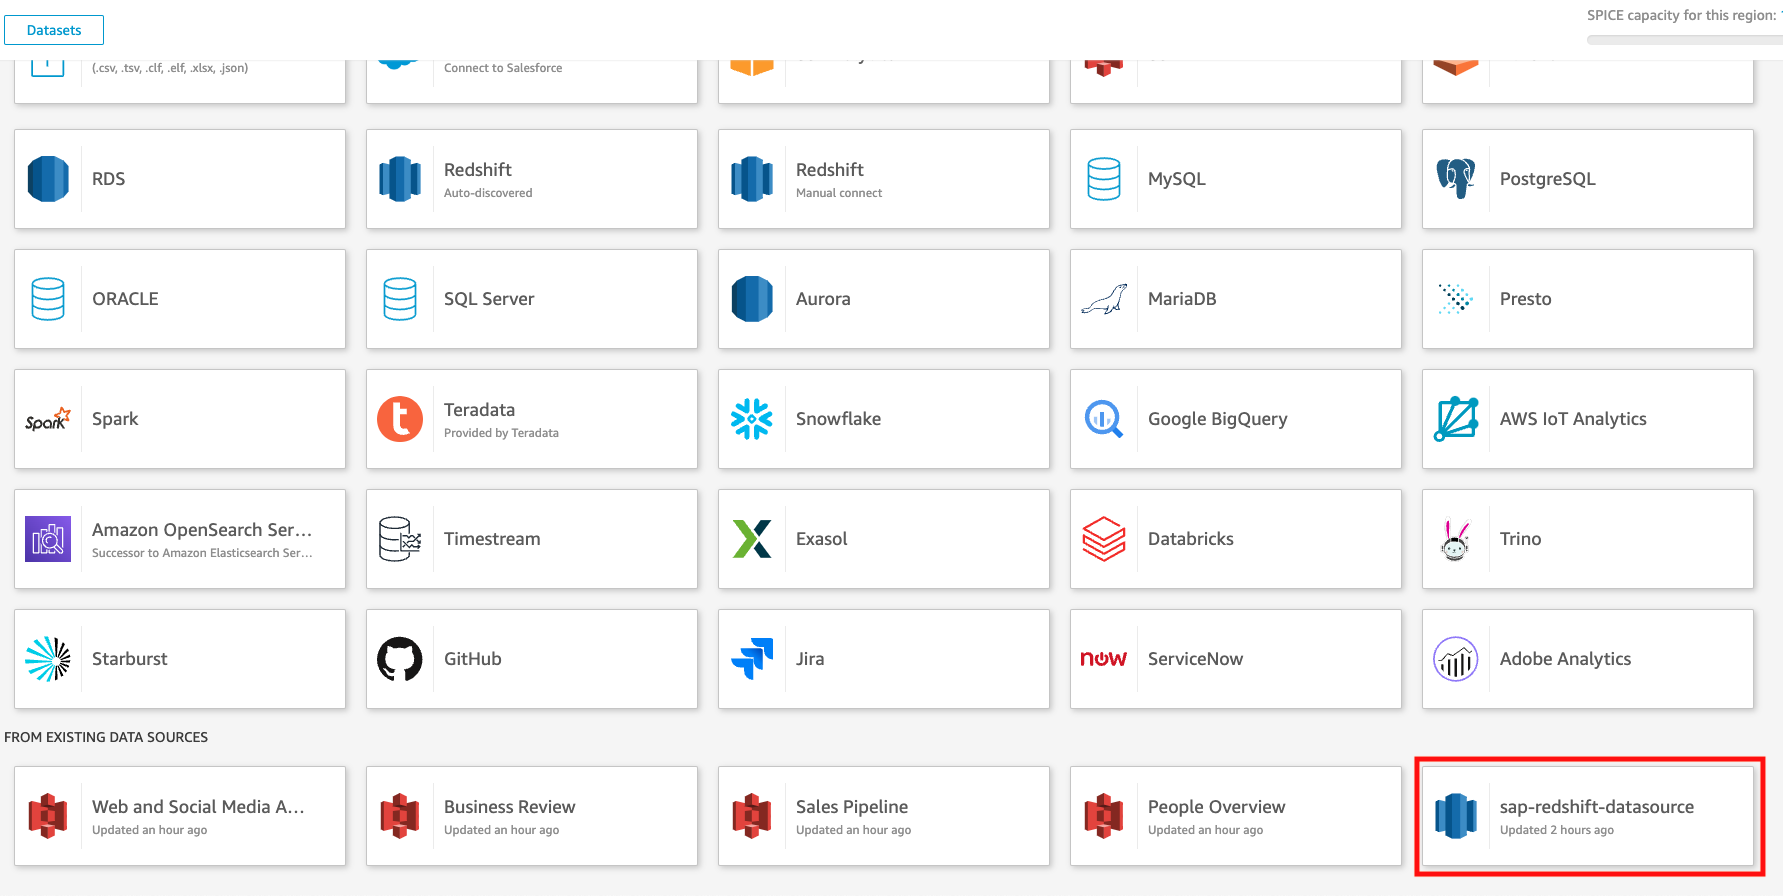 Datasets
SPICE capacity for this region:
(.csv, .tsv, .clf, .elf, .xlsx, .json)
Connect to Salesforce
RDS
Redshift
Auto-discovered
Redshift
Manual connect
MySQL
PostgreSQL
ORACLE
SQL Server
Aurora
MariaDB
Presto
Spark
Spark
Teradata
Provided by Teradata
Snowflake
Google BigQuery
AWS IoT Analytics
Amazon OpenSearch Ser...
Successor to Amazon Elasticsearch Ser...
Timestream
Exasol
Databricks
Trino
Starburst
GitHub
Jira
now
ServiceNow
Adobe Analytics
FROM EXISTING DATA SOURCES
Web and Social Media A...
Updated an hour ago
Business Review
Updated an hour ago
Sales Pipeline
Updated an hour ago
People Overview
Updated an hour ago
sap-redshift-datasource
Updated 2 hours ago